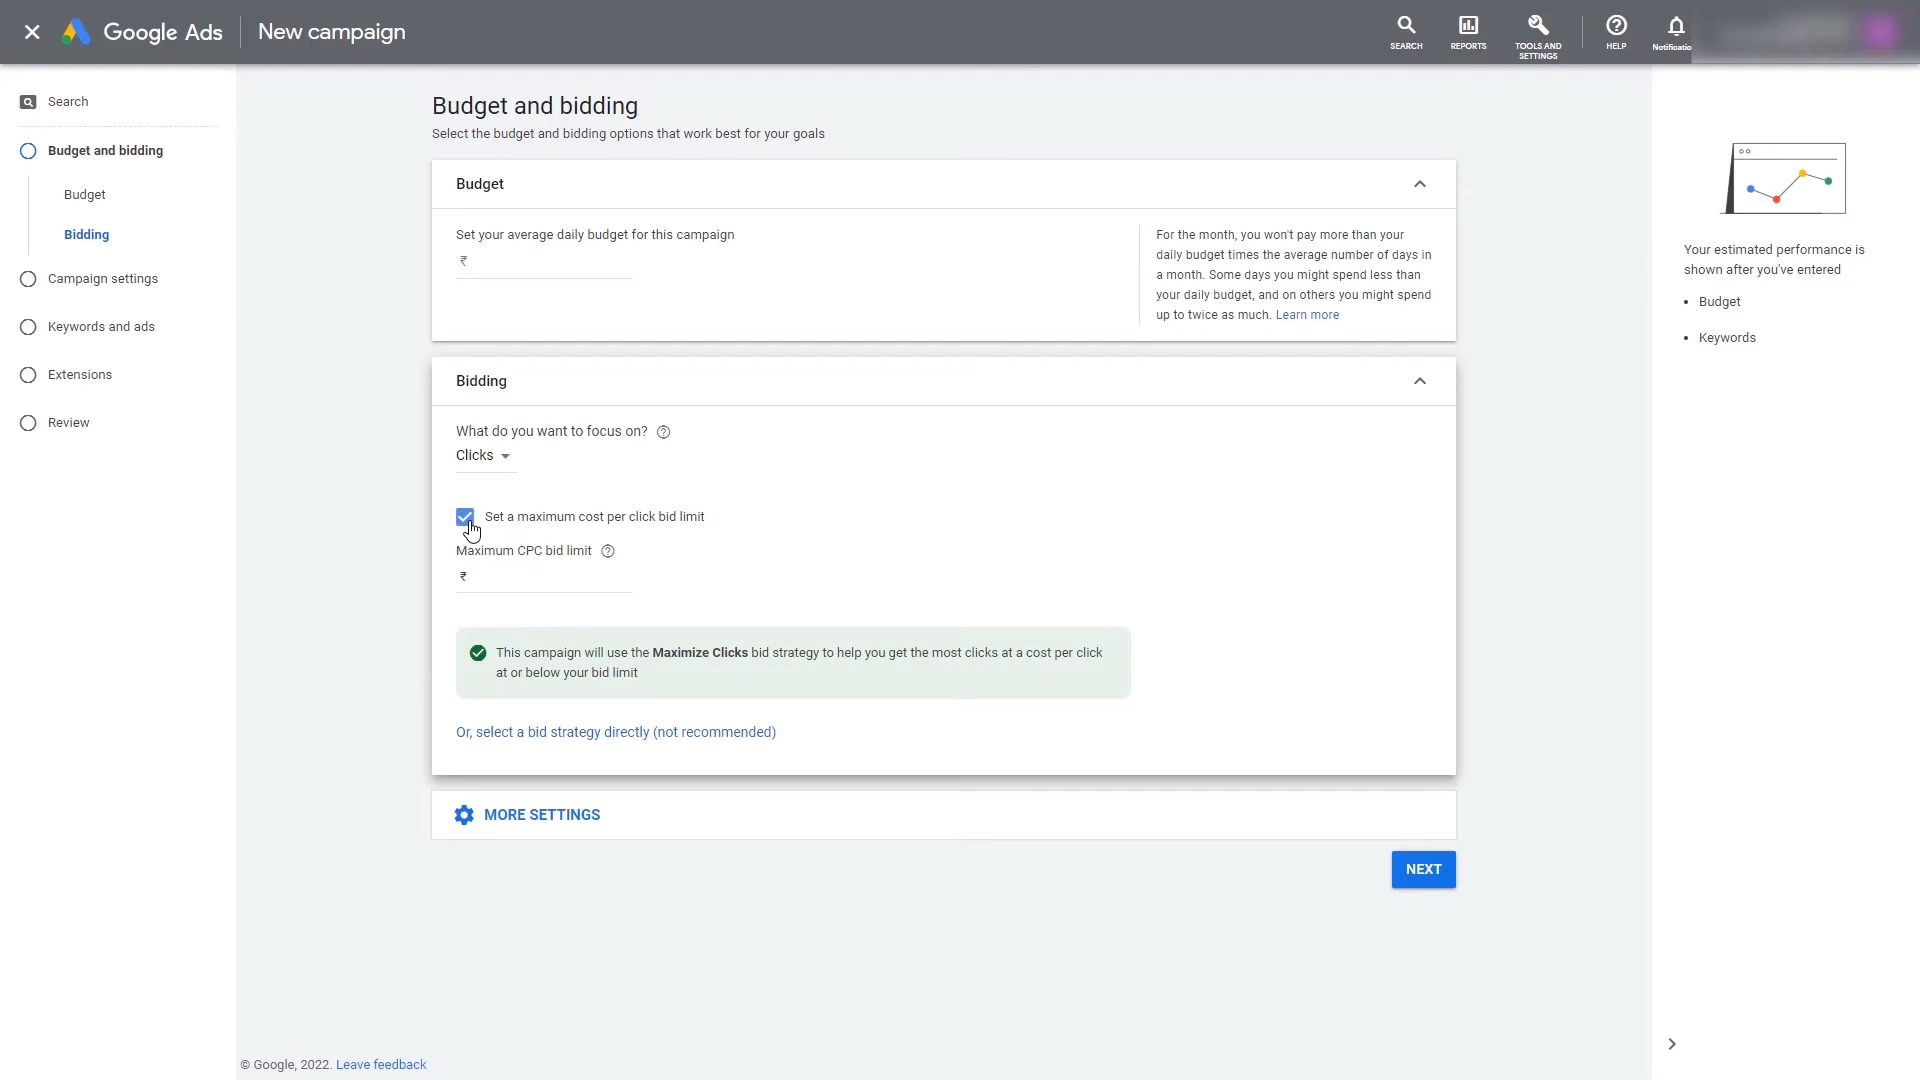 Google Ads
New campaign
SEARCH
REPORTS
TOOLS AND
SETTINGS
HELP
Notificatio
Search
Budget and bidding
Budget
Bidding
Campaign settings
Keywords and ads
Extensions
Review
Budget and bidding
Select the budget and bidding options that work best for your goals
Budget
Set your average daily budget for this campaign
₹
For the month, you won't pay more than your
daily budget times the average number of days in
a month. Some days you might spend less than
your daily budget, and on others you might spend
up to twice as much. Learn more
Bidding
What do you want to focus on?
Clicks
Set a maximum cost per click bid limit
Maximum CPC bid limit
₹
This campaign will use the Maximize Clicks bid strategy to help you get the most clicks at a cost per click
at or below your bid limit
Or, select a bid strategy directly (not recommended)
MORE SETTINGS
NEXT
Your estimated performance is
shown after you've entered
• Budget
• Keywords
© Google, 2022. Leave feedback